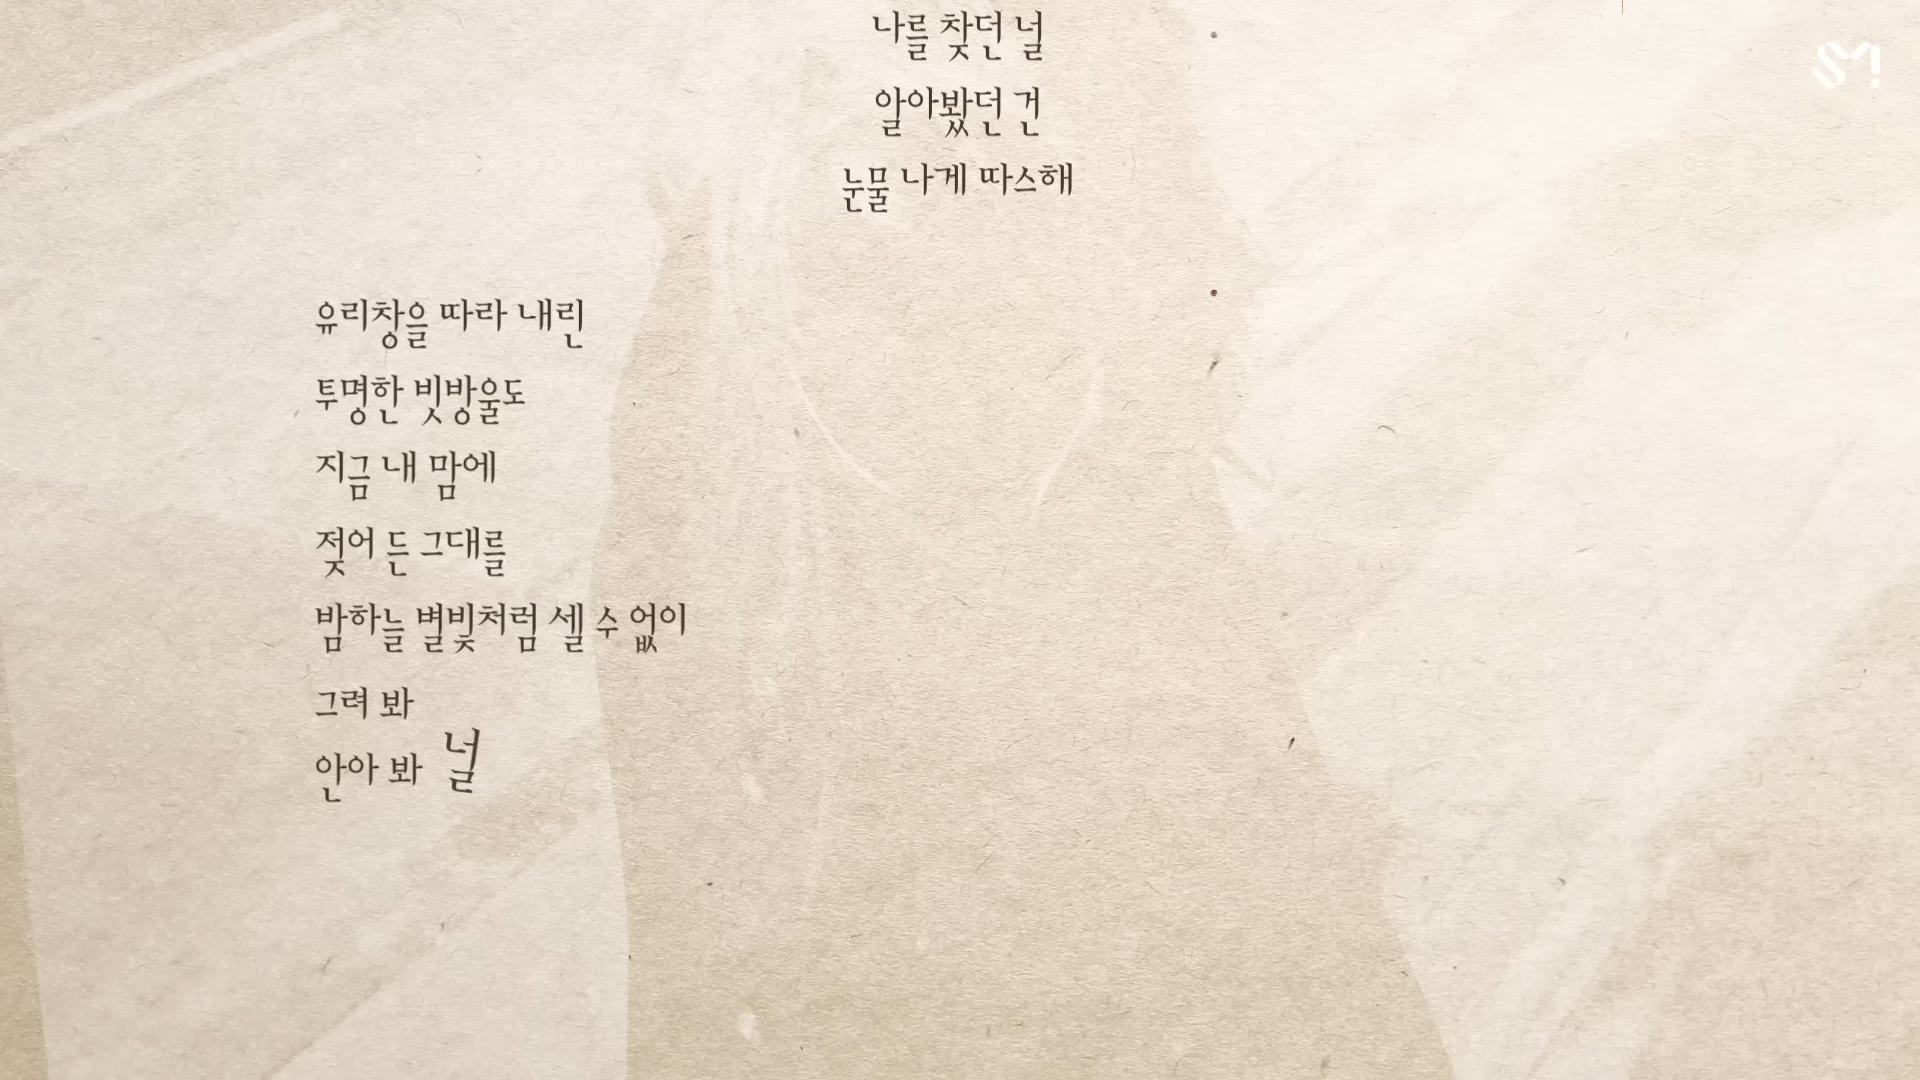 나를 찾던 널
알아봤던 건
눈물 나게 따스해
SM!
유리창을 따라 내린
투명한 빗방울도
지금 내 맘에
젖어 든 그대를
밤하늘 별빛처럼 셀 수 없이
그려 봐
안아 봐 널